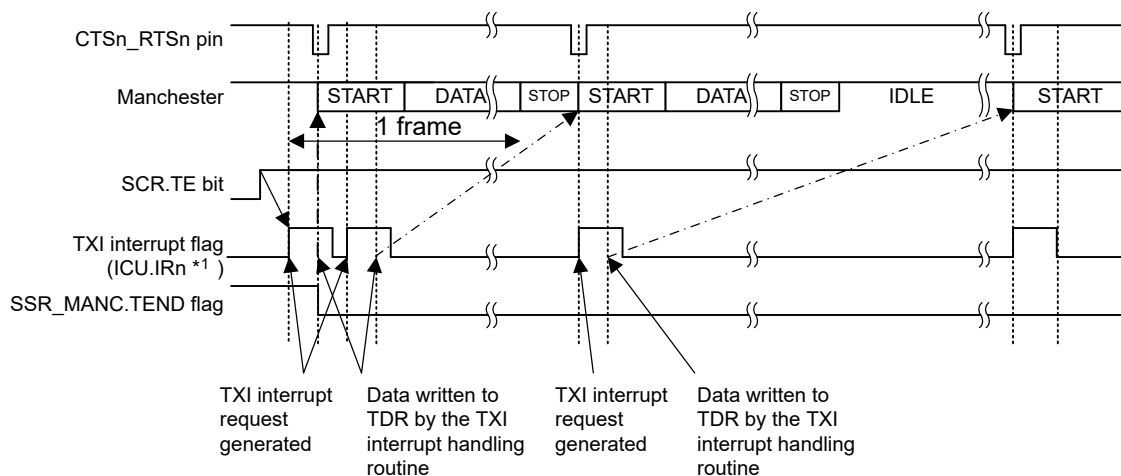 CTSn_RTSn pin
Manchester
START
DATA
STOP
START
DATA
STOP
IDLE
START
1 frame
SCR.TE bit
TXI interrupt flag
(ICU.IRn *1 )
SSR_MANC.TEND flag
TXI interrupt
request
generated
Data written to
TDR by the TXI
interrupt handling
routine
TXI interrupt
request
generated
Data written to
TDR by the TXI
interrupt handling
routine